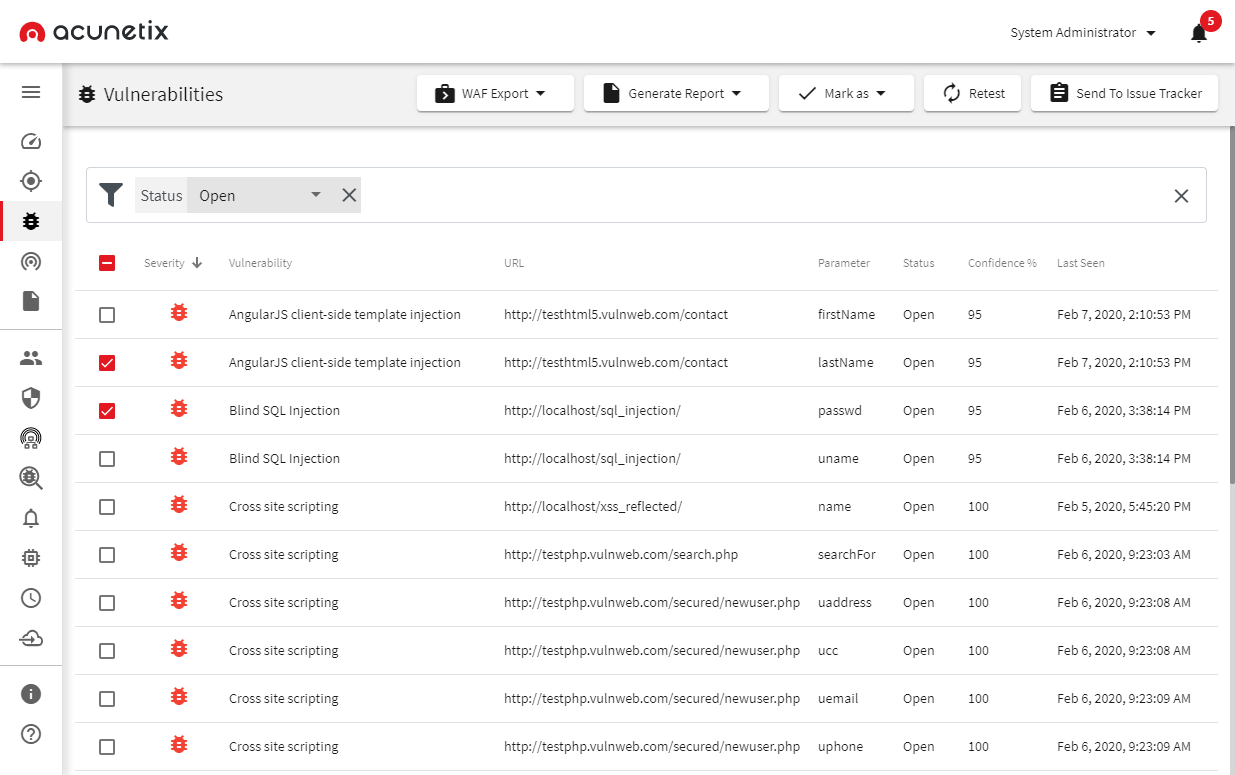 acunetix
System Administrator
5
Vulnerabilities
WAF Export
Generate Report
Mark as
Retest
Send To Issue Tracker
Status Open
Severity Vulnerability URL Parameter Status Confidence % Last Seen
AngularJS client-side template injection http://testhtml5.vulnweb.com/contact firstName Open 95 Feb 7, 2020, 2:10:53 PM
AngularJS client-side template injection http://testhtml5.vulnweb.com/contact lastName Open 95 Feb 7, 2020, 2:10:53 PM
Blind SQL Injection http://localhost/sql_injection/ passwd Open 95 Feb 6, 2020, 3:38:14 PM
Blind SQL Injection http://localhost/sql_injection/ uname Open 95 Feb 6, 2020, 3:38:14 PM
Cross site scripting http://localhost/xss_reflected/ name Open 100 Feb 5, 2020, 5:45:20 PM
Cross site scripting http://testphp.vulnweb.com/search.php searchFor Open 100 Feb 6, 2020, 9:23:03 AM
Cross site scripting http://testphp.vulnweb.com/secured/newuser.php uaddress Open 100 Feb 6, 2020, 9:23:08 AM
Cross site scripting http://testphp.vulnweb.com/secured/newuser.php ucc Open 100 Feb 6, 2020, 9:23:08 AM
Cross site scripting http://testphp.vulnweb.com/secured/newuser.php uemail Open 100 Feb 6, 2020, 9:23:09 AM
Cross site scripting http://testphp.vulnweb.com/secured/newuser.php uphone Open 100 Feb 6, 2020, 9:23:09 AM